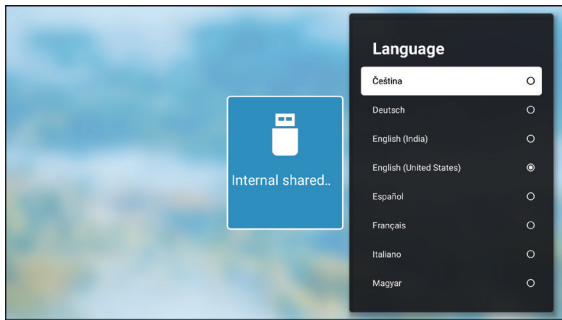 Internal shared..
Language
Čeština
Deutsch
English (India)
English (United States)
Español
Français
Italiano
Magyar